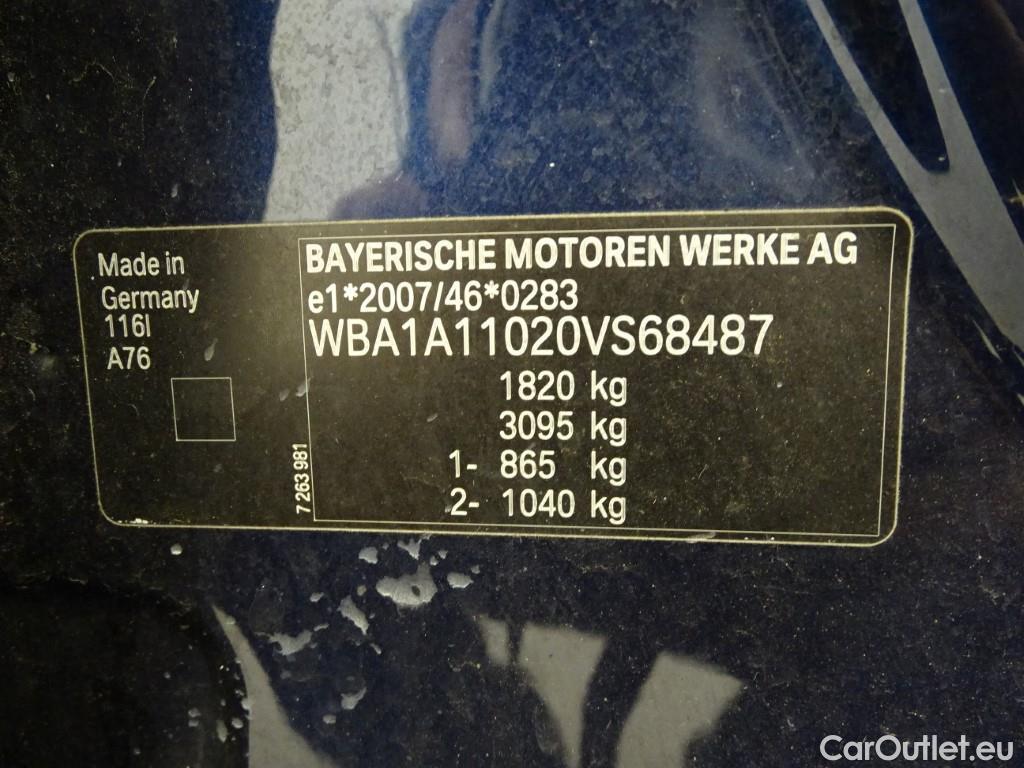 Made in
Germany
116I
A76
7 263 981
BAYERISCHE MOTOREN WERKE AG
e1*2007/46*0283
WBA1A11020VS68487
1820 kg
3095 kg
1- 865 kg
2- 1040 kg
CarOutlet.eu